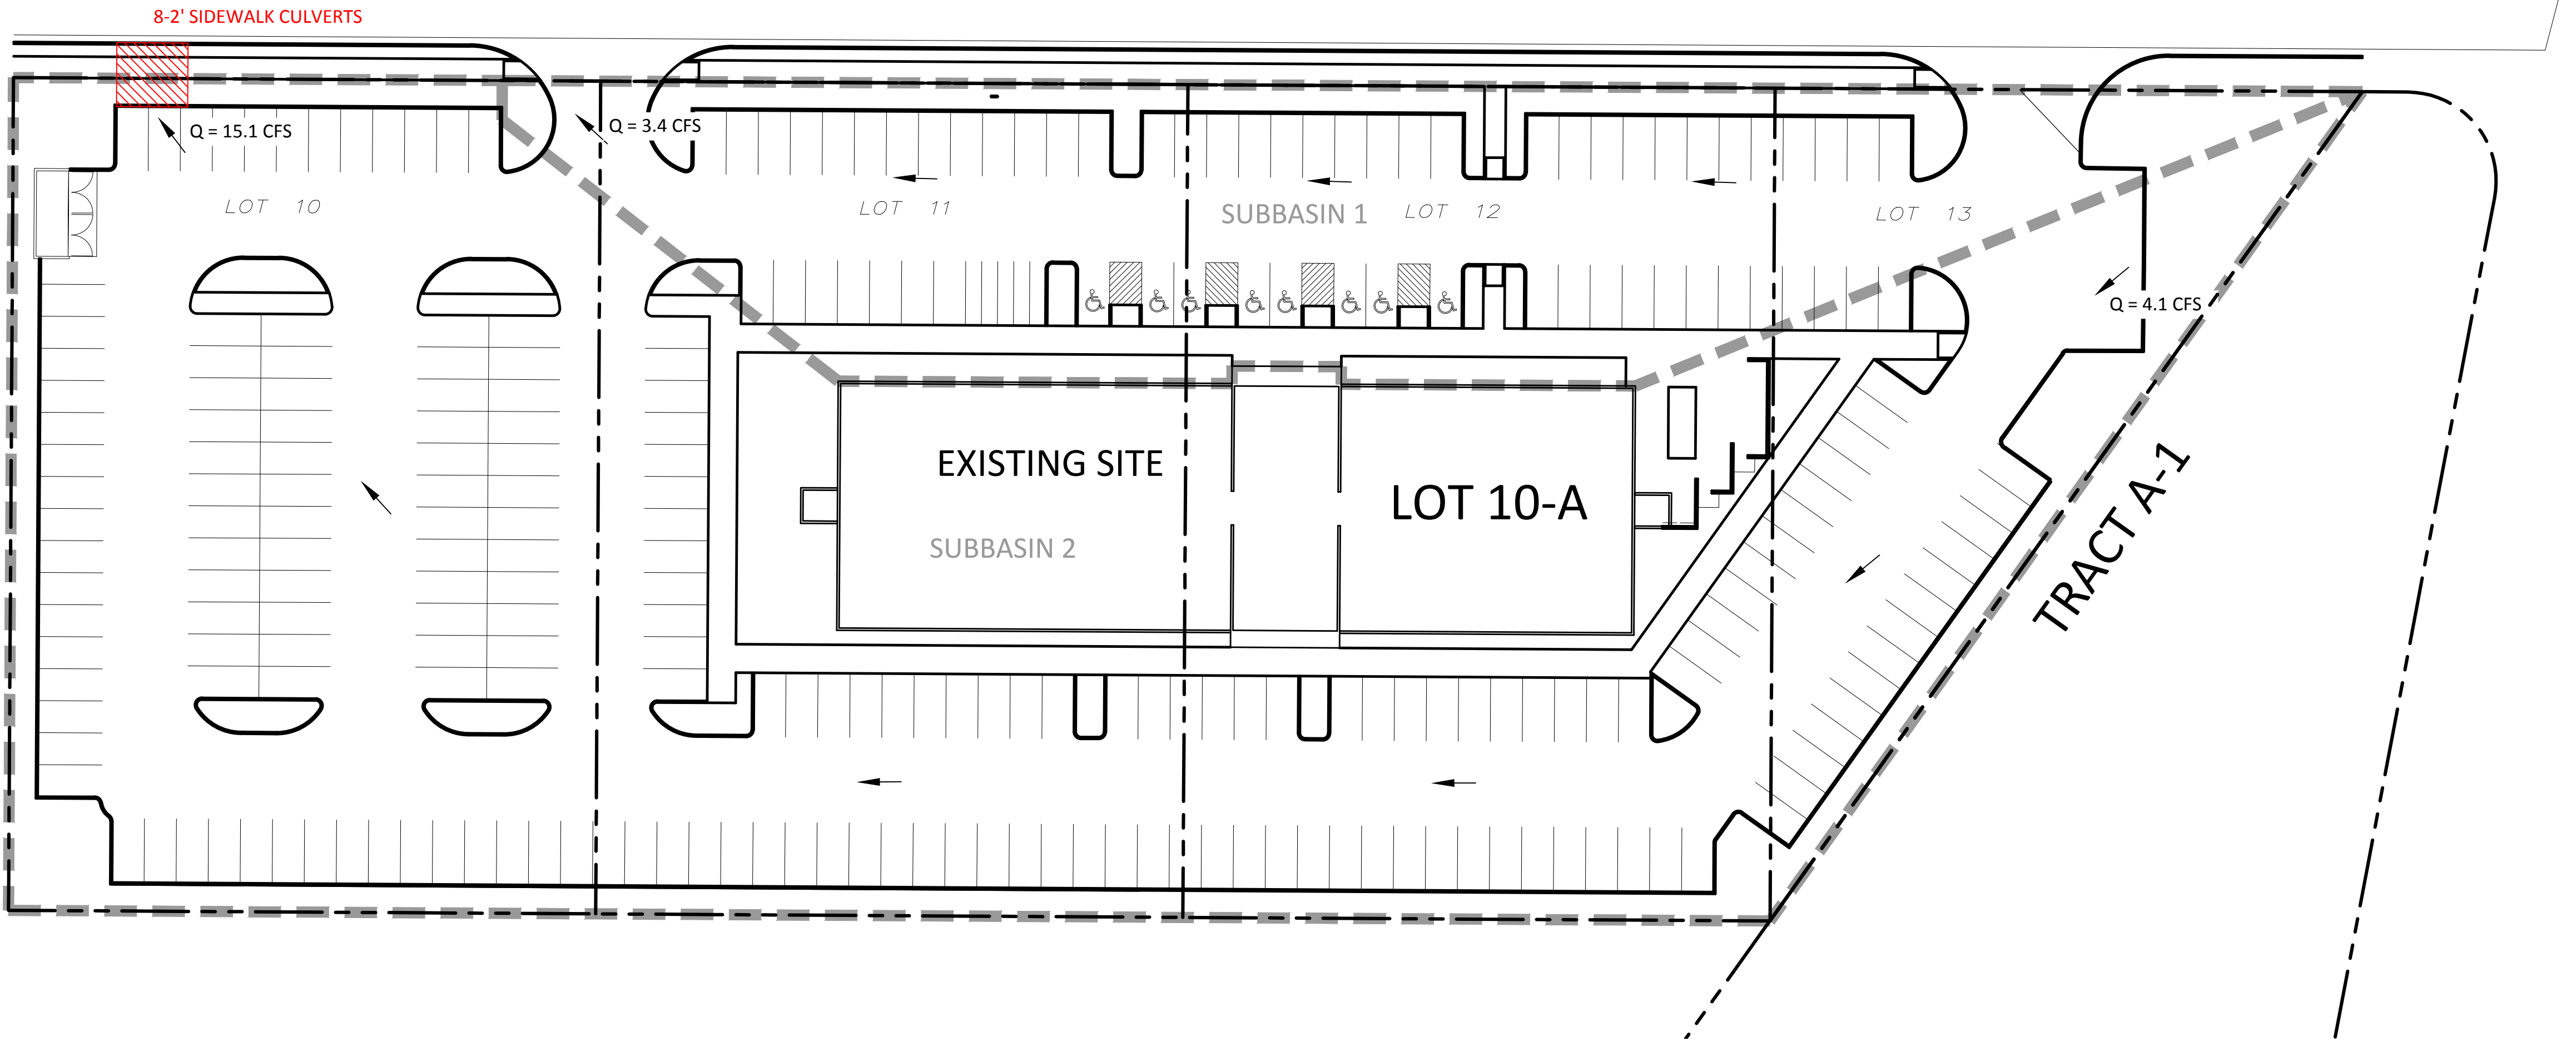 8-2' SIDEWALK CULVERTS
Q = 15.1 CFS
Q = 3.4 CFS
LOT 10
LOT 11
SUBBASIN 1
LOT 12
LOT 13
Q = 4.1 CFS
EXISTING SITE
LOT 10-A
SUBBASIN 2
TRACT A-1